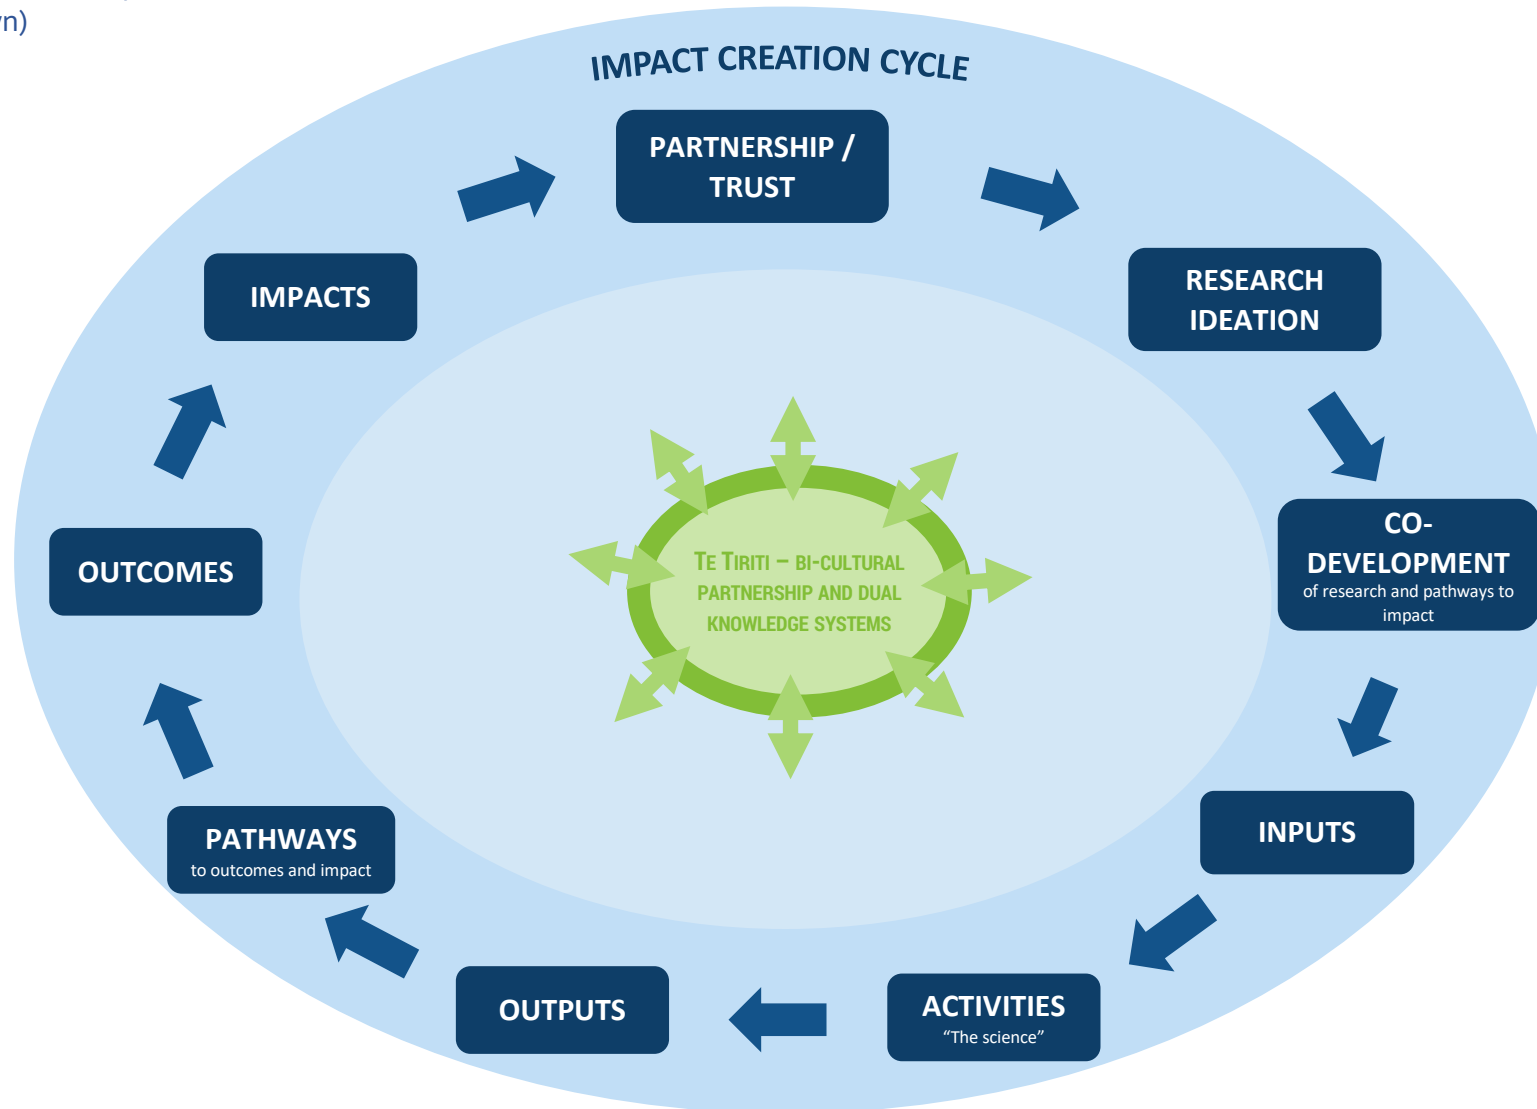 IMPACT CREATION CYCLE
PARTNERSHIP /
TRUST
RESEARCH
IDEATION
CO-
DEVELOPMENT
of research and pathways to
impact
INPUTS
ACTIVITIES
“The science”
OUTPUTS
PATHWAYS
to outcomes and impact
OUTCOMES
IMPACTS
TE TIRITI – BI-CULTURAL
PARTNERSHIP AND DUAL
KNOWLEDGE SYSTEMS